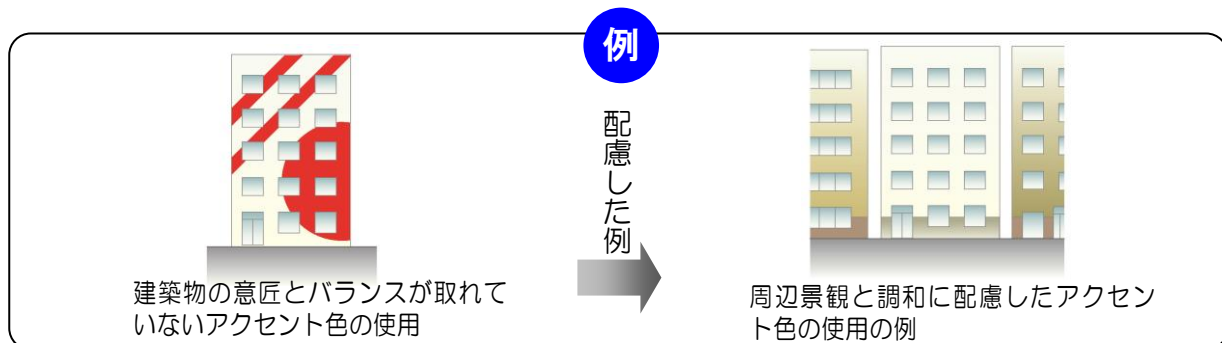 例
配慮した例
建築物の意匠とバランスが取れて
いないアクセント色の使用
周辺景観と調和に配慮したアクセン
ト色の使用の例